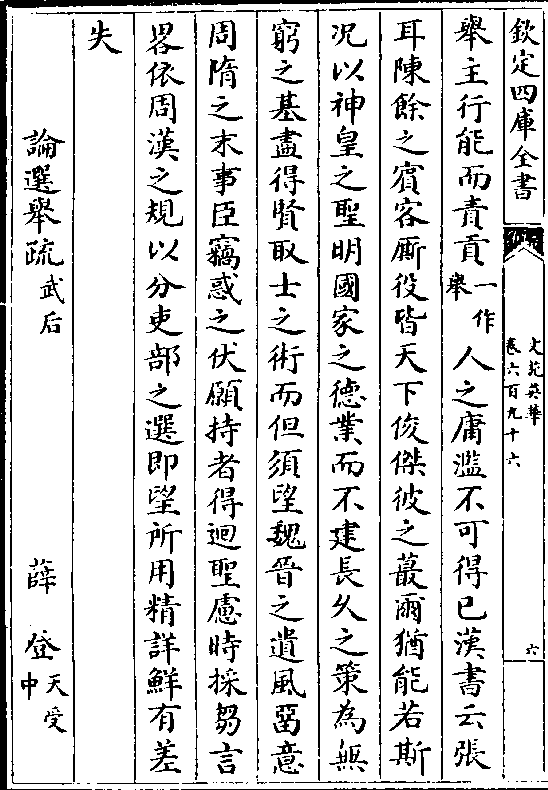 欽定四庫全書
文苑英華
卷六百九十六
六
舉主行能而責貢一作舉人之庸濫不可得已漢書云張
耳陳餘之賓客厮役皆天下俊傑彼之蕞爾猶能若斯
況以神皇之聖明國家之德業而不建長久之策為無
窮之基盡得賢取士之術而但須望魏晉之遺風畱意
周隋之末事臣竊惑之伏願持者得迴聖慮時採芻言
畧依周漢之規以分吏部之選即望所用精詳鮮有差
失
論選舉疏武后 薛登天受中